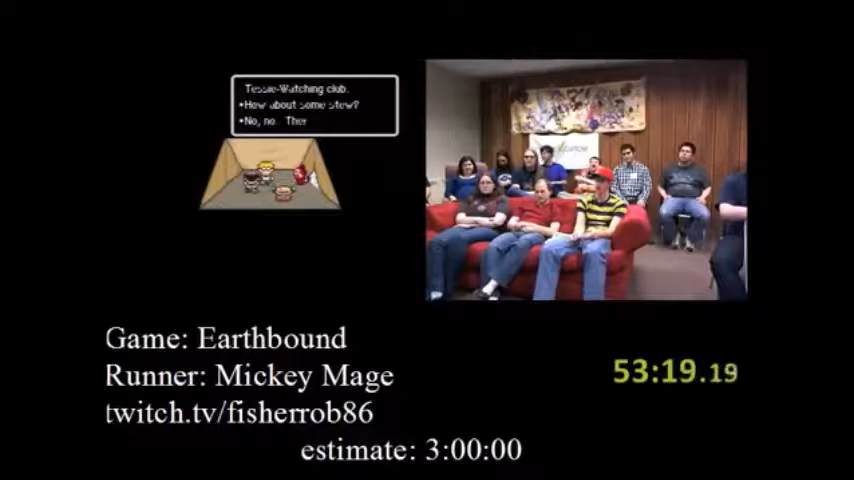 Tessie-Watching club.
•How about some stew?
•No, no. Ther
Game: Earthbound
Runner: Mickey Mage
53:19.19
twitch.tv/fisherrob86
estimate: 3:00:00